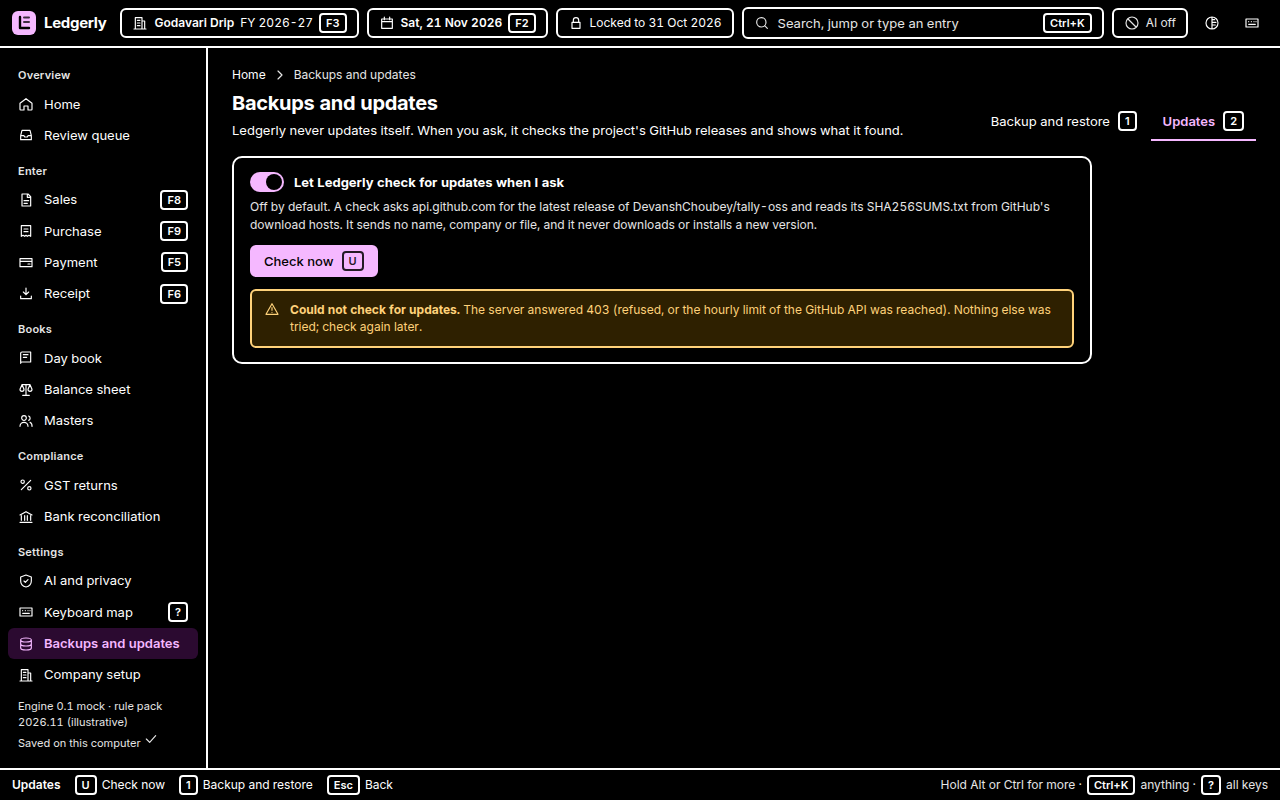 Ledgerly
Godavari Drip FY 2026-27 F3
Sat, 21 Nov 2026 F2
Locked to 31 Oct 2026
Search, jump or type an entry Ctrl+K
AI off
Overview
Home
Review queue
Enter
Sales F8
Purchase F9
Payment F5
Receipt F6
Books
Day book
Balance sheet
Masters
Compliance
GST returns
Bank reconciliation
Settings
AI and privacy
Keyboard map ?
Backups and updates
Company setup
Engine 0.1 mock · rule pack
2026.11 (illustrative)
Saved on this computer
Home > Backups and updates
Backups and updates
Ledgerly never updates itself. When you ask, it checks the project's GitHub releases and shows what it found.
Backup and restore 1
Updates 2
Let Ledgerly check for updates when I ask
Off by default. A check asks api.github.com for the latest release of DevanshChoubey/tally-oss and reads its SHA256SUMS.txt from GitHub's
download hosts. It sends no name, company or file, and it never downloads or installs a new version.
Check now U
Could not check for updates. The server answered 403 (refused, or the hourly limit of the GitHub API was reached). Nothing else was
tried; check again later.
Updates U Check now 1 Backup and restore Esc Back
Hold Alt or Ctrl for more · Ctrl+K anything · ? all keys